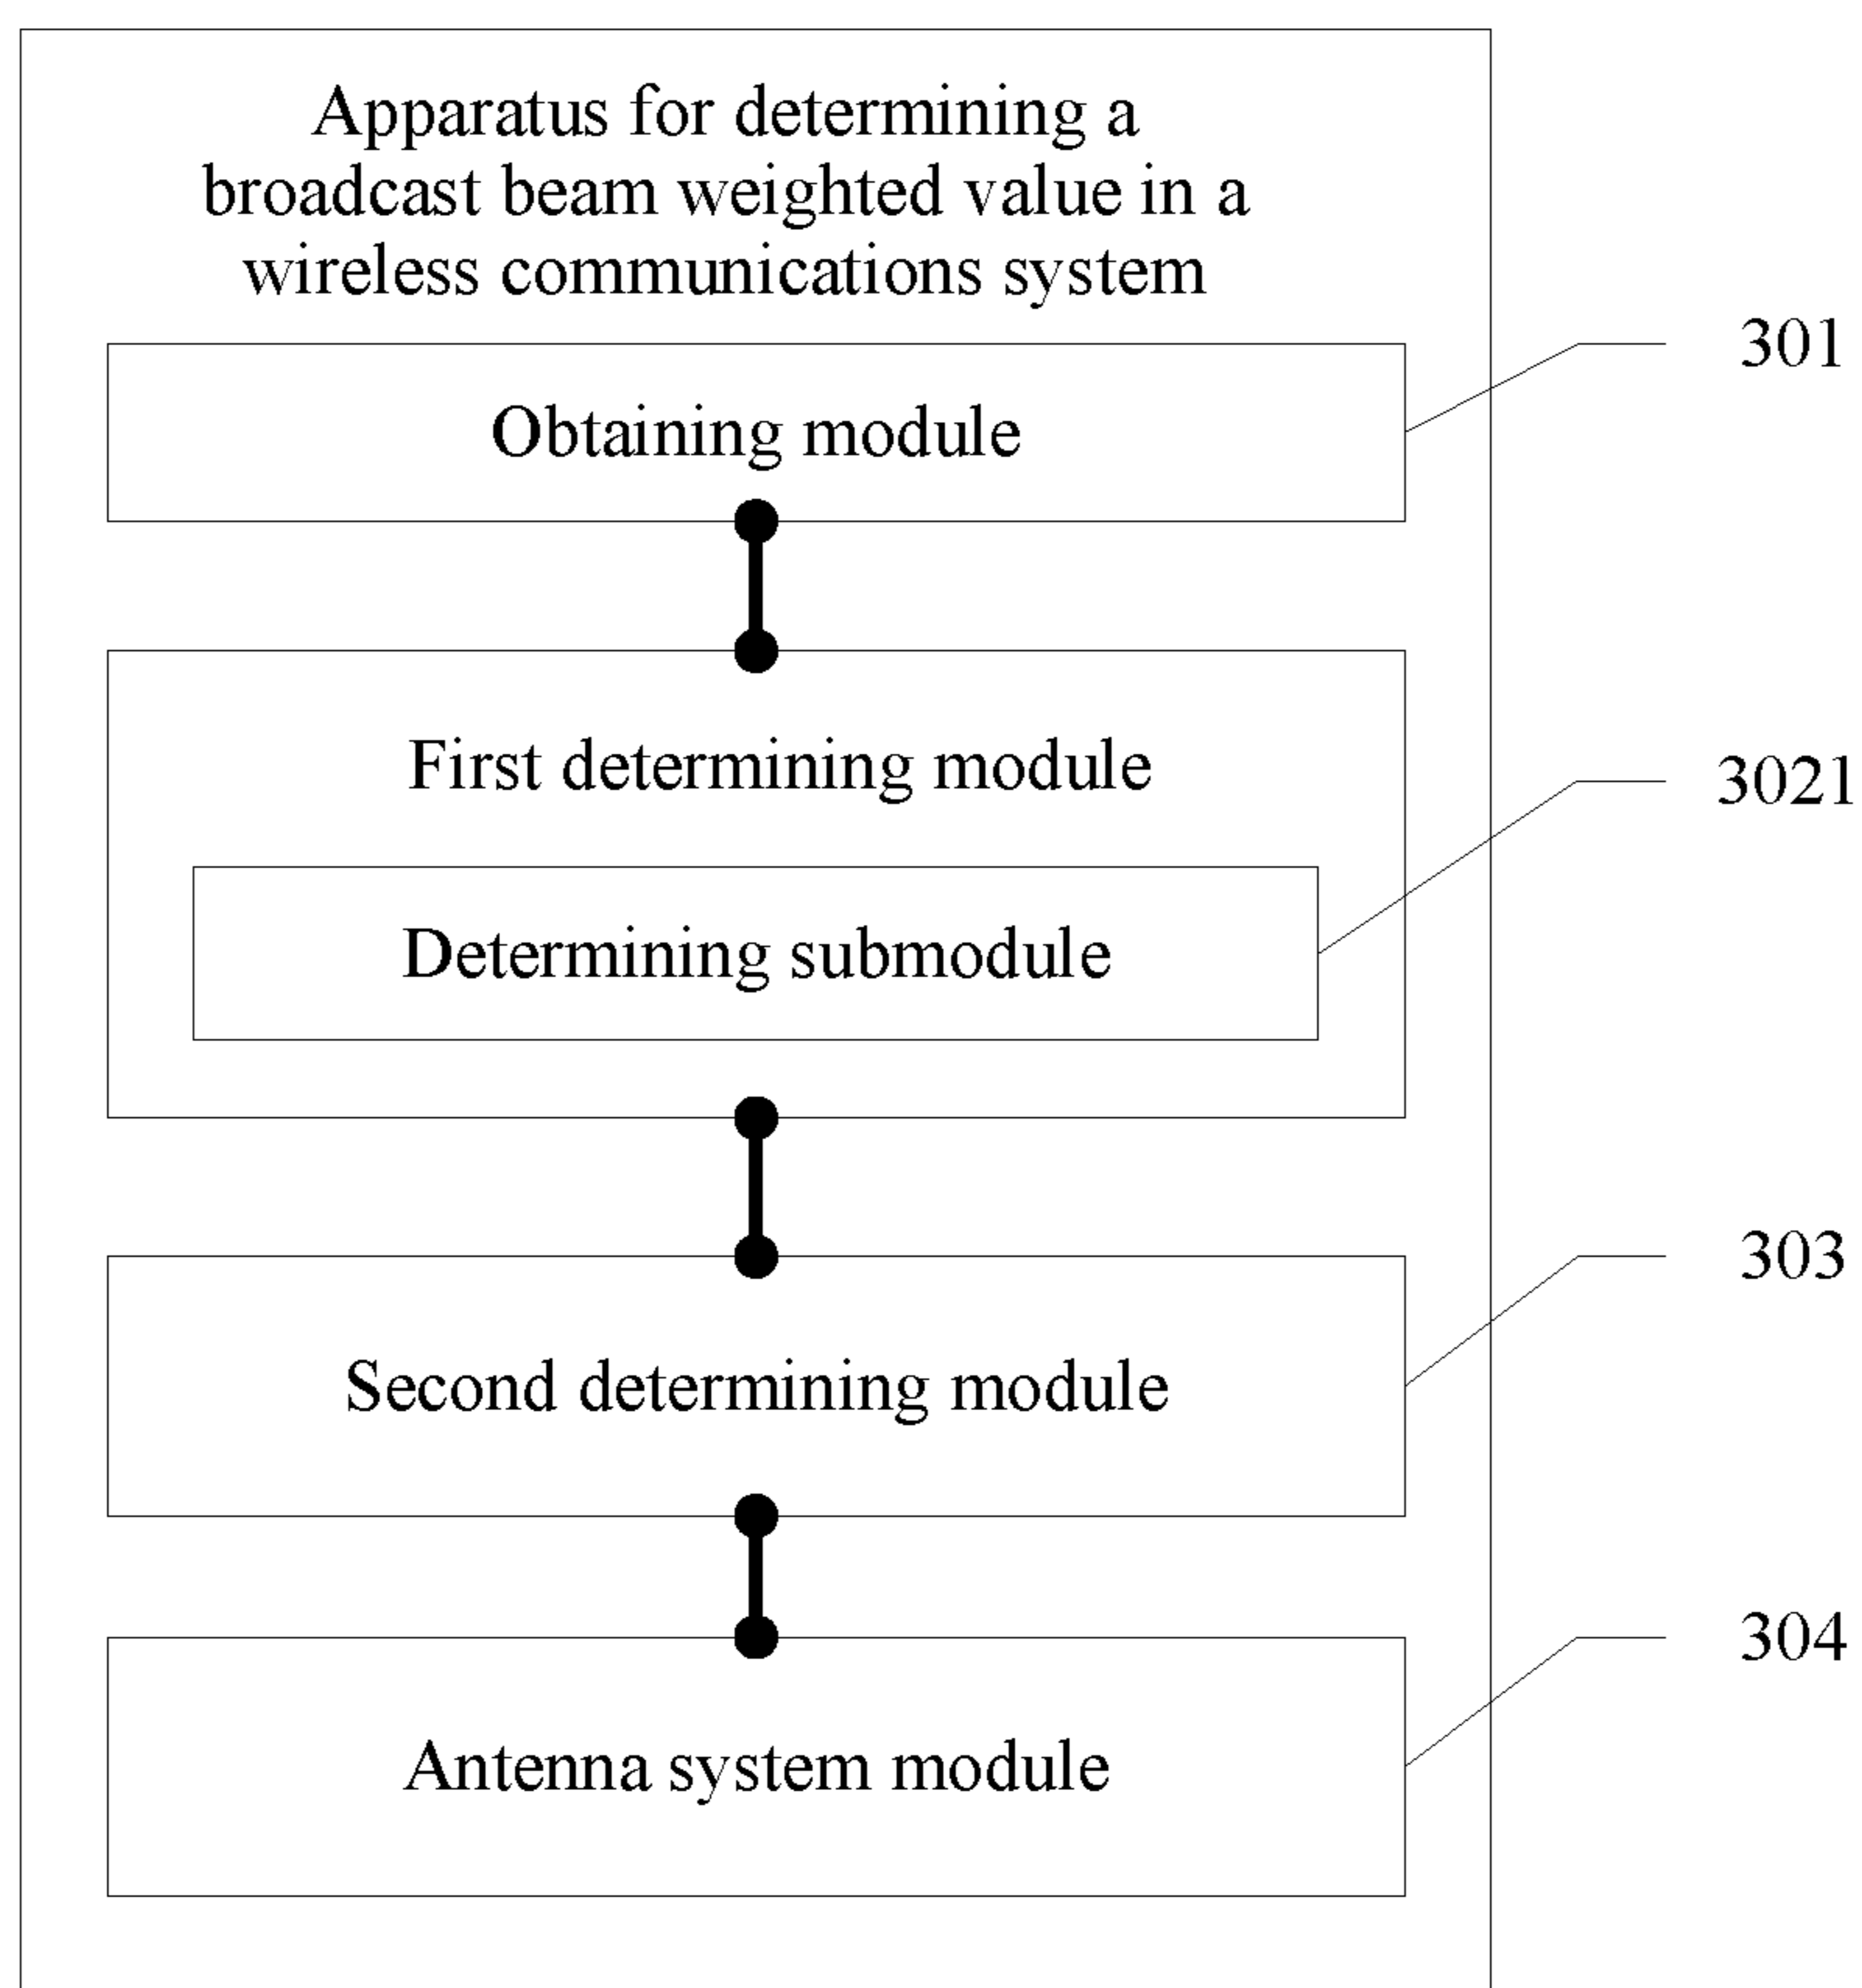 Apparatus for determining a
broadcast beam weighted value in a
wireless communications system
301
Obtaining module
First determining module
3021
Determining submodule
303
Second determining module
304
Antenna system module